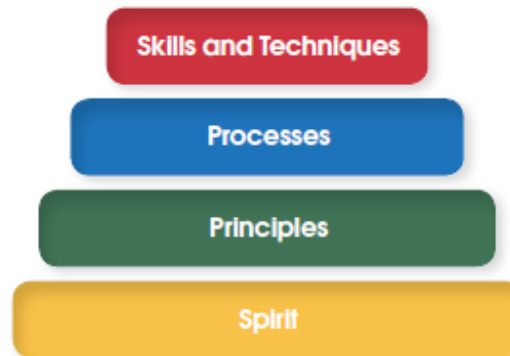 Skills and Techniques
Processes
Principles
Spirit